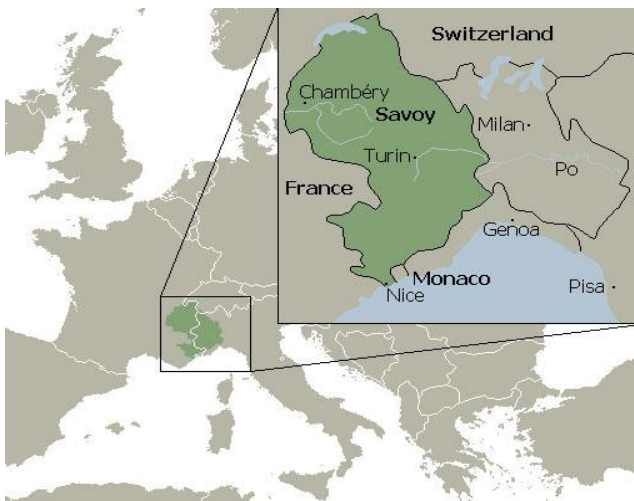 Switzerland
Chambéry
Savoy
Milan
Turin
Po
France
Genoa
Monaco
Nice
Pisa